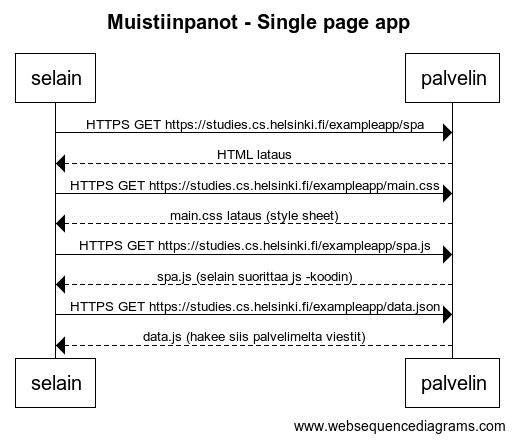 Muistiinpanot - Single page app
selain
palvelin
HTTPS GET https://studies.cs.helsinki.fi/exampleapp/spa
HTML lataus
HTTPS GET https://studies.cs.helsinki.fi/exampleapp/main.css
main.css lataus (style sheet)
HTTPS GET https://studies.cs.helsinki.fi/exampleapp/spa.js
spa.js (selain suorittaa js -koodin)
HTTPS GET https://studies.cs.helsinki.fi/exampleapp/data.json
data.js (hakee siis palvelimelta viestit)
selain
palvelin
www.websequencediagrams.com